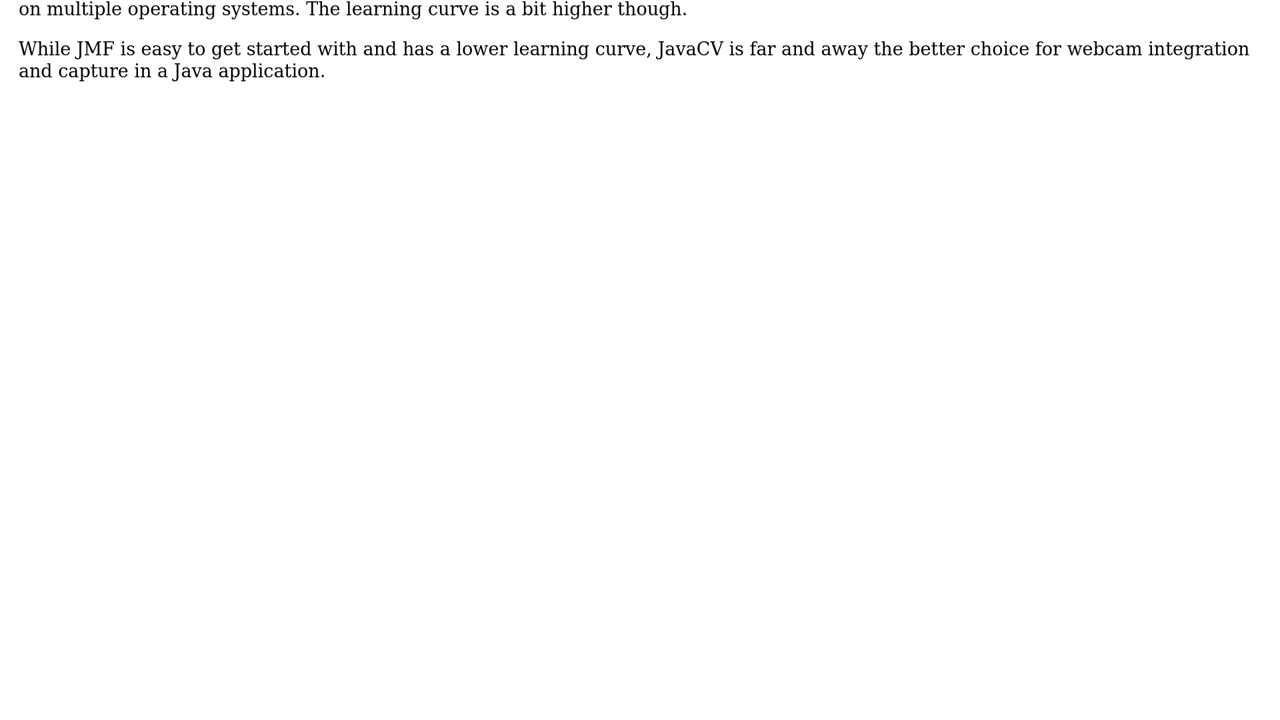 on multiple operating systems. The learning curve is a bit higher though.
While JMF is easy to get started with and has a lower learning curve, JavaCV is far and away the better choice for webcam integration
and capture in a Java application.